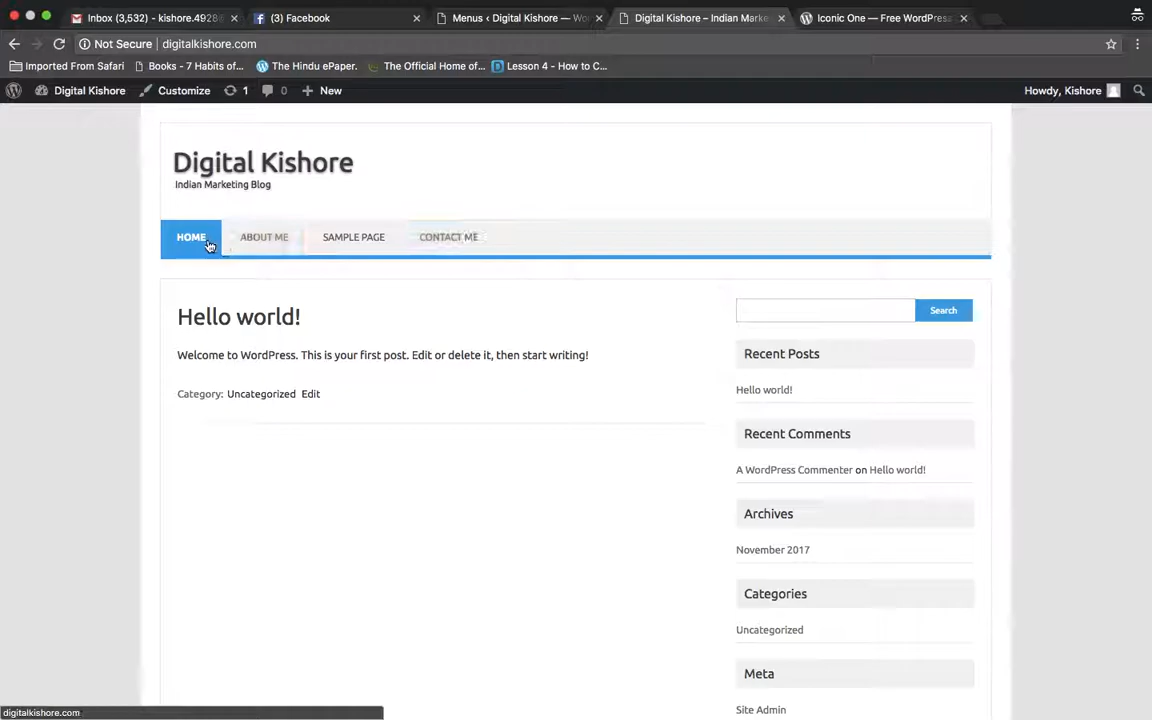 Inbox (3,532) - kishore.4928@
(3) Facebook
Menus ‹ Digital Kishore — Wo
Digital Kishore – Indian Marke
Iconic One — Free WordPress
Not Secure digitalkishore.com
Imported From Safari
Books - 7 Habits of...
The Hindu ePaper.
The Official Home of...
Lesson 4 - How to C...
Digital Kishore
Customize
1
0
New
Howdy, Kishore
Digital Kishore
Indian Marketing Blog
HOME
ABOUT ME
SAMPLE PAGE
CONTACT ME
Hello world!
Welcome to WordPress. This is your first post. Edit or delete it, then start writing!
Category: Uncategorized Edit
Search
Recent Posts
Hello world!
Recent Comments
A WordPress Commenter on Hello world!
Archives
November 2017
Categories
Uncategorized
Meta
Site Admin
digitalkishore.com